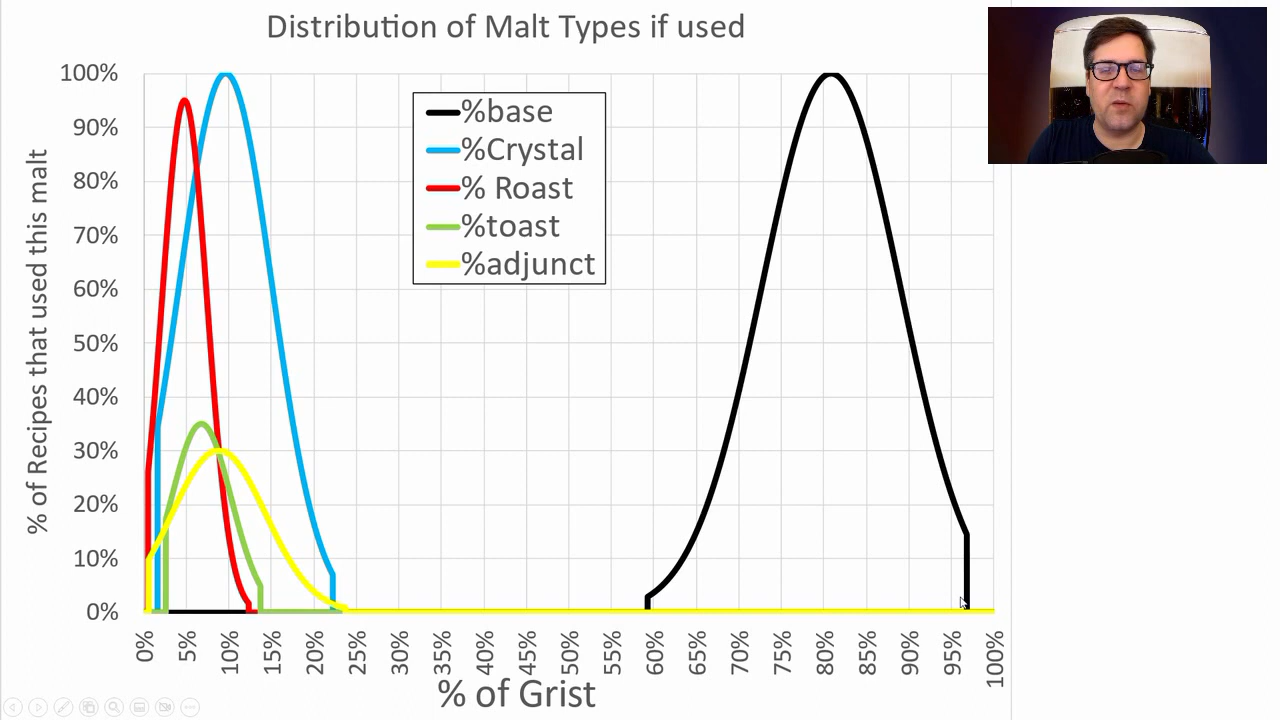 Distribution of Malt Types if used
% of Recipes that used this malt
100%
90%
80%
70%
60%
50%
40%
30%
20%
10%
0%
%base
%Crystal
% Roast
%toast
%adjunct
0% 5% 10% 15% 20% 25% 30% 35% 40% 45% 50% 55% 60% 65% 70% 75% 80% 85% 90% 95% 100%
% of Grist